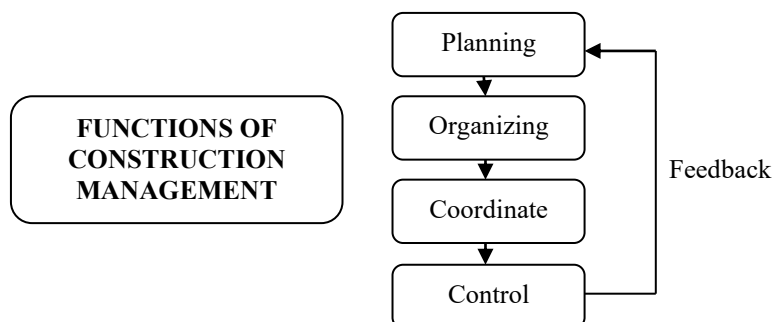 FUNCTIONS OF
CONSTRUCTION
MANAGEMENT
Planning
Organizing
Coordinate
Control
Feedback